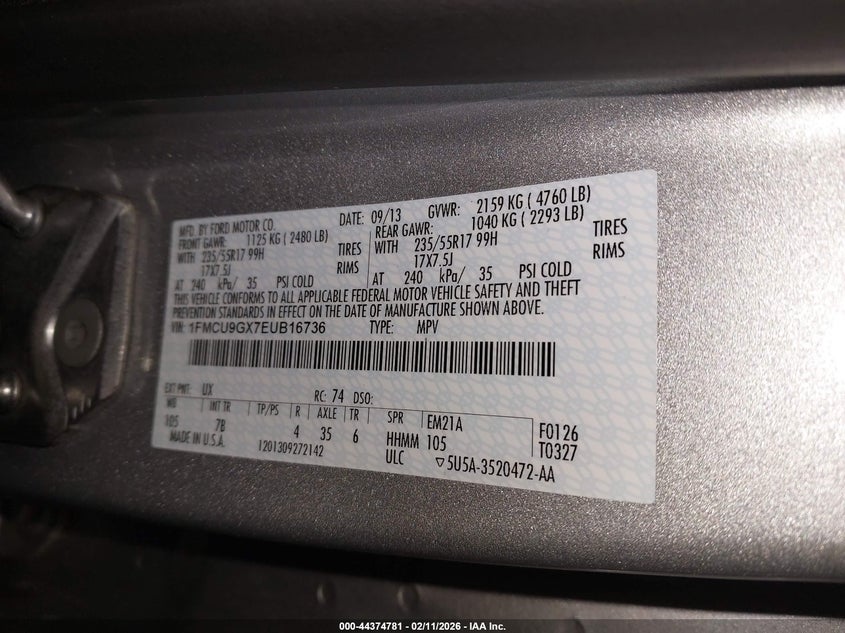 MFD. BY FORD MOTOR CO. DATE: 09/13 GVWR: 2159 KG ( 4760 LB)
FRONT GAWR: 1125 KG ( 2480 LB) REAR GAWR: 1040 KG ( 2293 LB)
WITH 235/55R17 99H TIRES WITH 235/55R17 99H TIRES
17X7.5J RIMS 17X7.5J RIMS
AT 240 kPa/ 35 PSI COLD AT 240 kPa/ 35 PSI COLD
THIS VEHICLE CONFORMS TO ALL APPLICABLE FEDERAL MOTOR VEHICLE SAFETY AND THEFT
PREVENTION STANDARDS IN EFFECT ON THE DATE OF MANUFACTURE SHOWN ABOVE.
VIN: 1FMCU9GX7EUB16736 TYPE: MPV
EXT PNT: UX RC: 74 DSO:
WB INT TR TP/PS R AXLE TR SPR EM21A F0126
105 7B 4 35 6 HHMM 105 T0327
MADE IN U.S.A. 1201309272142 ULC ▽5U5A-3520472-AA
000-44374781 - 02/11/2026 - IAA Inc.